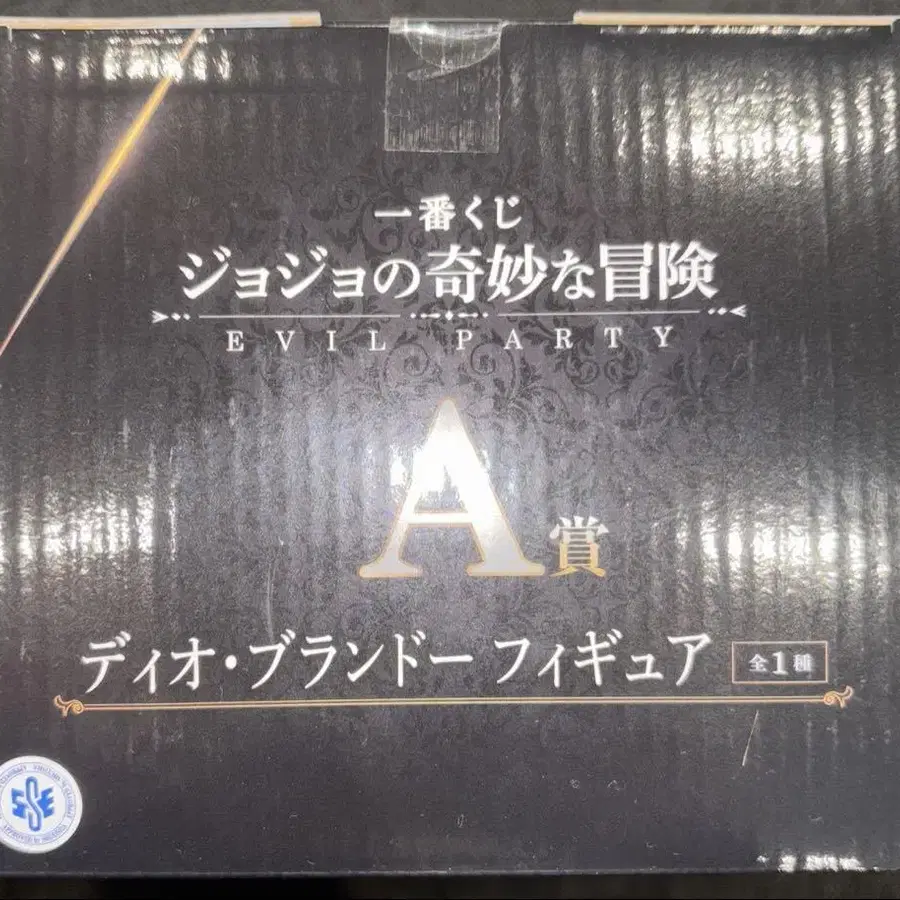 一番くじ
ジョジョの奇妙な冒険
EVIL PARTY
A賞
ディオ・ブランドー フィギュア 全1種